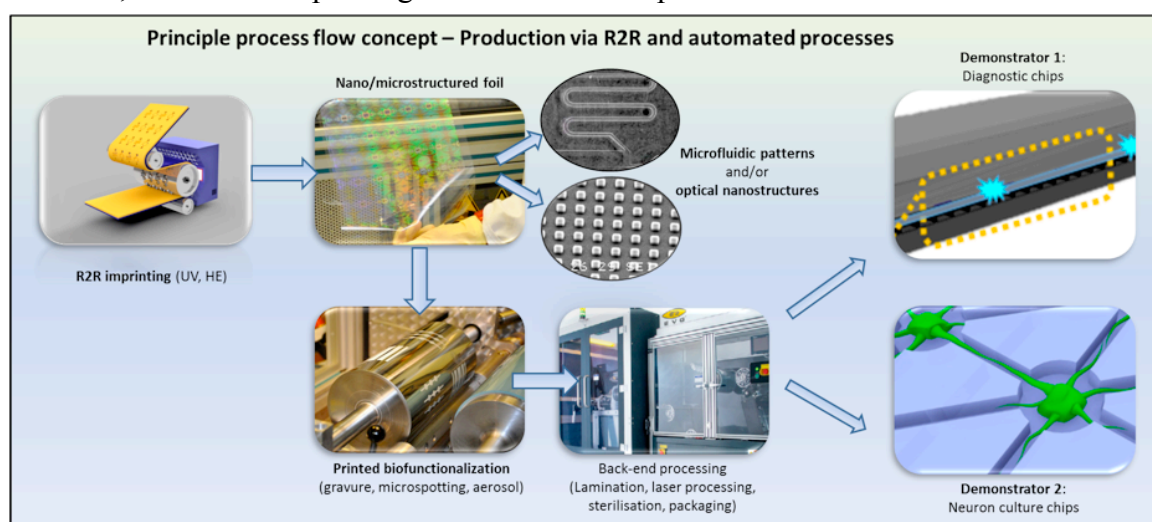 Principle process flow concept – Production via R2R and automated processes
Nano/microstructured foil
Demonstrator 1:
Diagnostic chips
Microfluidic patterns
and/or
optical nanostructures
R2R imprinting (UV, HE)
EVG
Printed biofunctionalization
(gravure, microspotting, aerosol)
Back-end processing
(Lamination, laser processing,
sterilisation, packaging)
Demonstrator 2:
Neuron culture chips